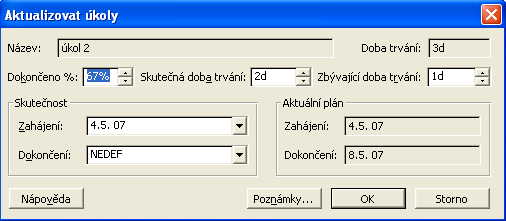 Aktualizovat úkoly
Název: úkol 2 Doba trvání: 3d
Dokončeno %: 67% Skutečná doba trvání: 2d Zbývající doba trvání: 1d
Skutečnost Aktuální plán
Zahájení: 4.5. 07 Zahájení: 4.5. 07
Dokončení: NEDEF Dokončení: 8.5. 07
Nápověda Poznámky... OK Storno